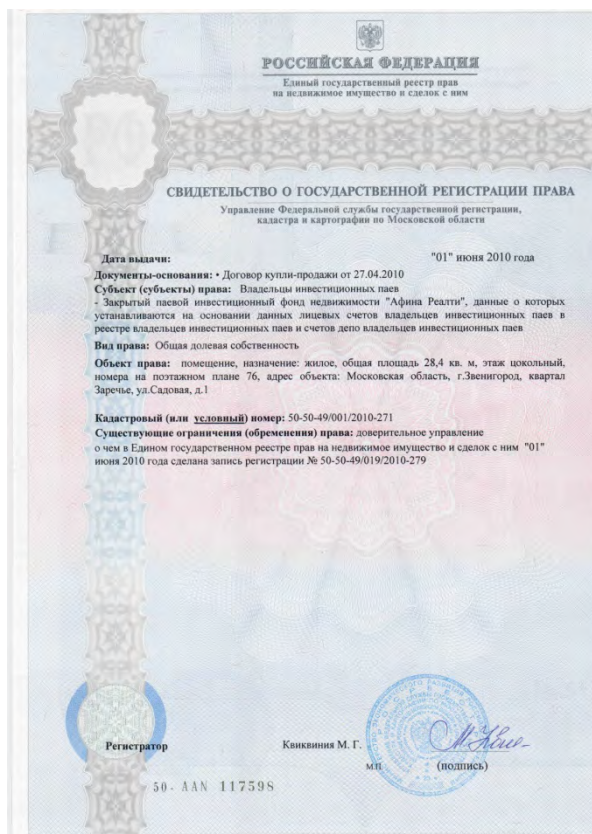 РОССИЙСКАЯ ФЕДЕРАЦИЯ
Единый государственный реестр прав
на недвижимое имущество и сделок с ним
СВИДЕТЕЛЬСТВО О ГОСУДАРСТВЕННОЙ РЕГИСТРАЦИИ ПРАВА
Управление Федеральной службы государственной регистрации,
кадастра и картографии по Московской области
Дата выдачи: "01" июня 2010 года
Документы-основания: • Договор купли-продажи от 27.04.2010
Субъект (субъекты) права: Владельцы инвестиционных паев
- Закрытый паевой инвестиционный фонд недвижимости "Афина Реалти", данные о которых
устанавливаются на основании данных лицевых счетов владельцев инвестиционных паев в
реестре владельцев инвестиционных паев и счетов депо владельцев инвестиционных паев
Вид права: Общая долевая собственность
Объект права: помещение, назначение: жилое, общая площадь 28,4 кв. м, этаж цокольный,
номера на поэтажном плане 76, адрес объекта: Московская область, г.Звенигород, квартал
Заречье, ул.Садовая, д.1
Кадастровый (или условный) номер: 50-50-49/001/2010-271
Существующие ограничения (обременения) права: доверительное управление
о чем в Едином государственном реестре прав на недвижимое имущество и сделок с ним "01"
июня 2010 года сделана запись регистрации № 50-50-49/019/2010-279
Регистратор Квиквиния М. Г.
м.п (подпись)
50- AAN 117598